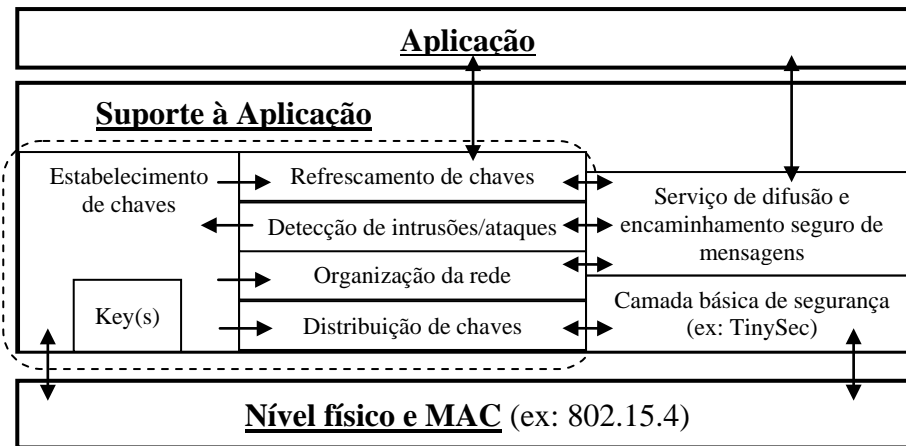 Aplicação
Suporte à Aplicação
Estabelecimento
de chaves
Key(s)
Refrescamento de chaves
Detecção de intrusões/ataques
Organização da rede
Distribuição de chaves
Serviço de difusão e
encaminhamento seguro de
mensagens
Camada básica de segurança
(ex: TinySec)
Nível físico e MAC (ex: 802.15.4)